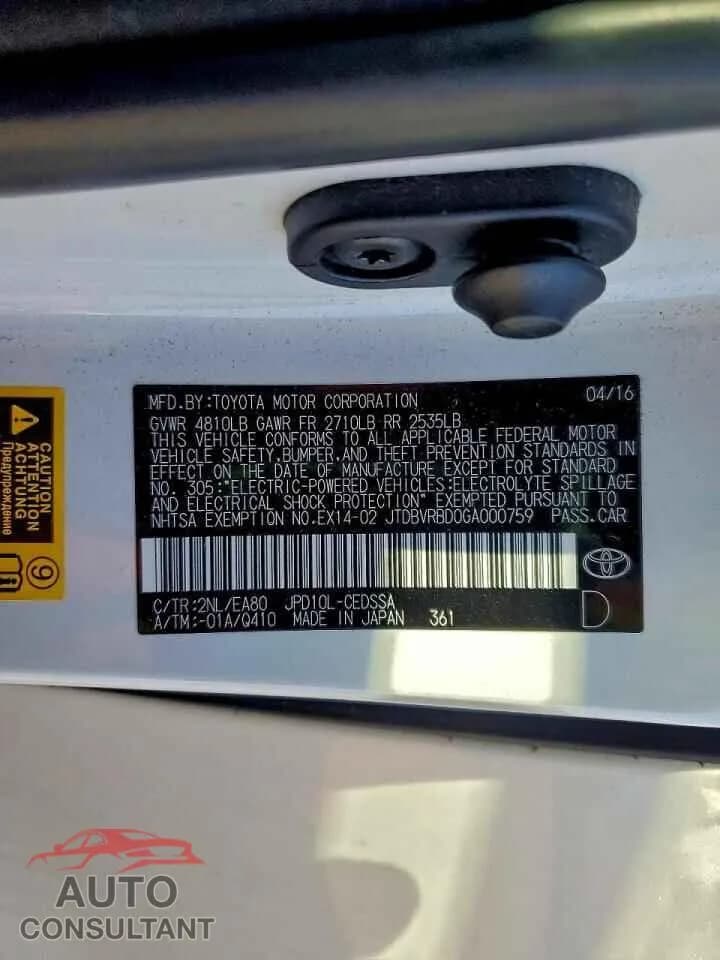 MFD.BY:TOYOTA MOTOR CORPORATION 04/16
GVWR 4810LB GAWR FR 2710LB RR 2535LB
THIS VEHICLE CONFORMS TO ALL APPLICABLE FEDERAL MOTOR
VEHICLE SAFETY,BUMPER,AND THEFT PREVENTION STANDARDS IN
EFFECT ON THE DATE OF MANUFACTURE EXCEPT FOR STANDARD
NO. 305:"ELECTRIC-POWERED VEHICLES:ELECTROLYTE SPILLAGE
AND ELECTRICAL SHOCK PROTECTION" EXEMPTED PURSUANT TO
NHTSA EXEMPTION NO.EX14-02 JTDBVRBD0GA000759 PASS.CAR
C/TR:2NL/EA80 JPD10L-CEDSSA
A/TM:-01A/Q410 MADE IN JAPAN 361
D
CAUTION
ATTENTION
ACHTUNG
Предупреждение
9
AUTO
CONSULTANT